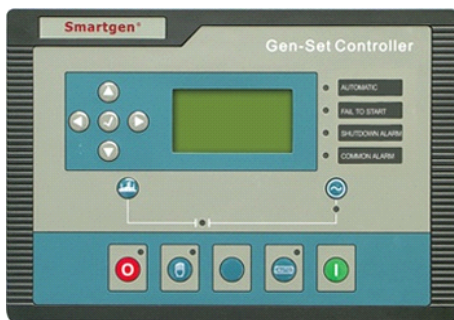 Smartgen®
Gen-Set Controller
AUTOMATIC
FAIL TO START
SHUTDOWN ALARM
COMMON ALARM